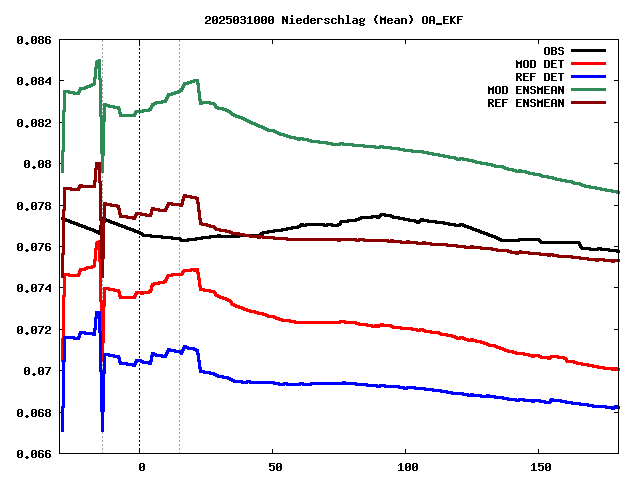 2025031000 Niederschlag (Mean) OA_EKF
0.086
0.084
0.082
0.08
0.078
0.076
0.074
0.072
0.07
0.068
0.066
OBS
MOD DET
REF DET
MOD ENSMEAN
REF ENSMEAN
0 50 100 150